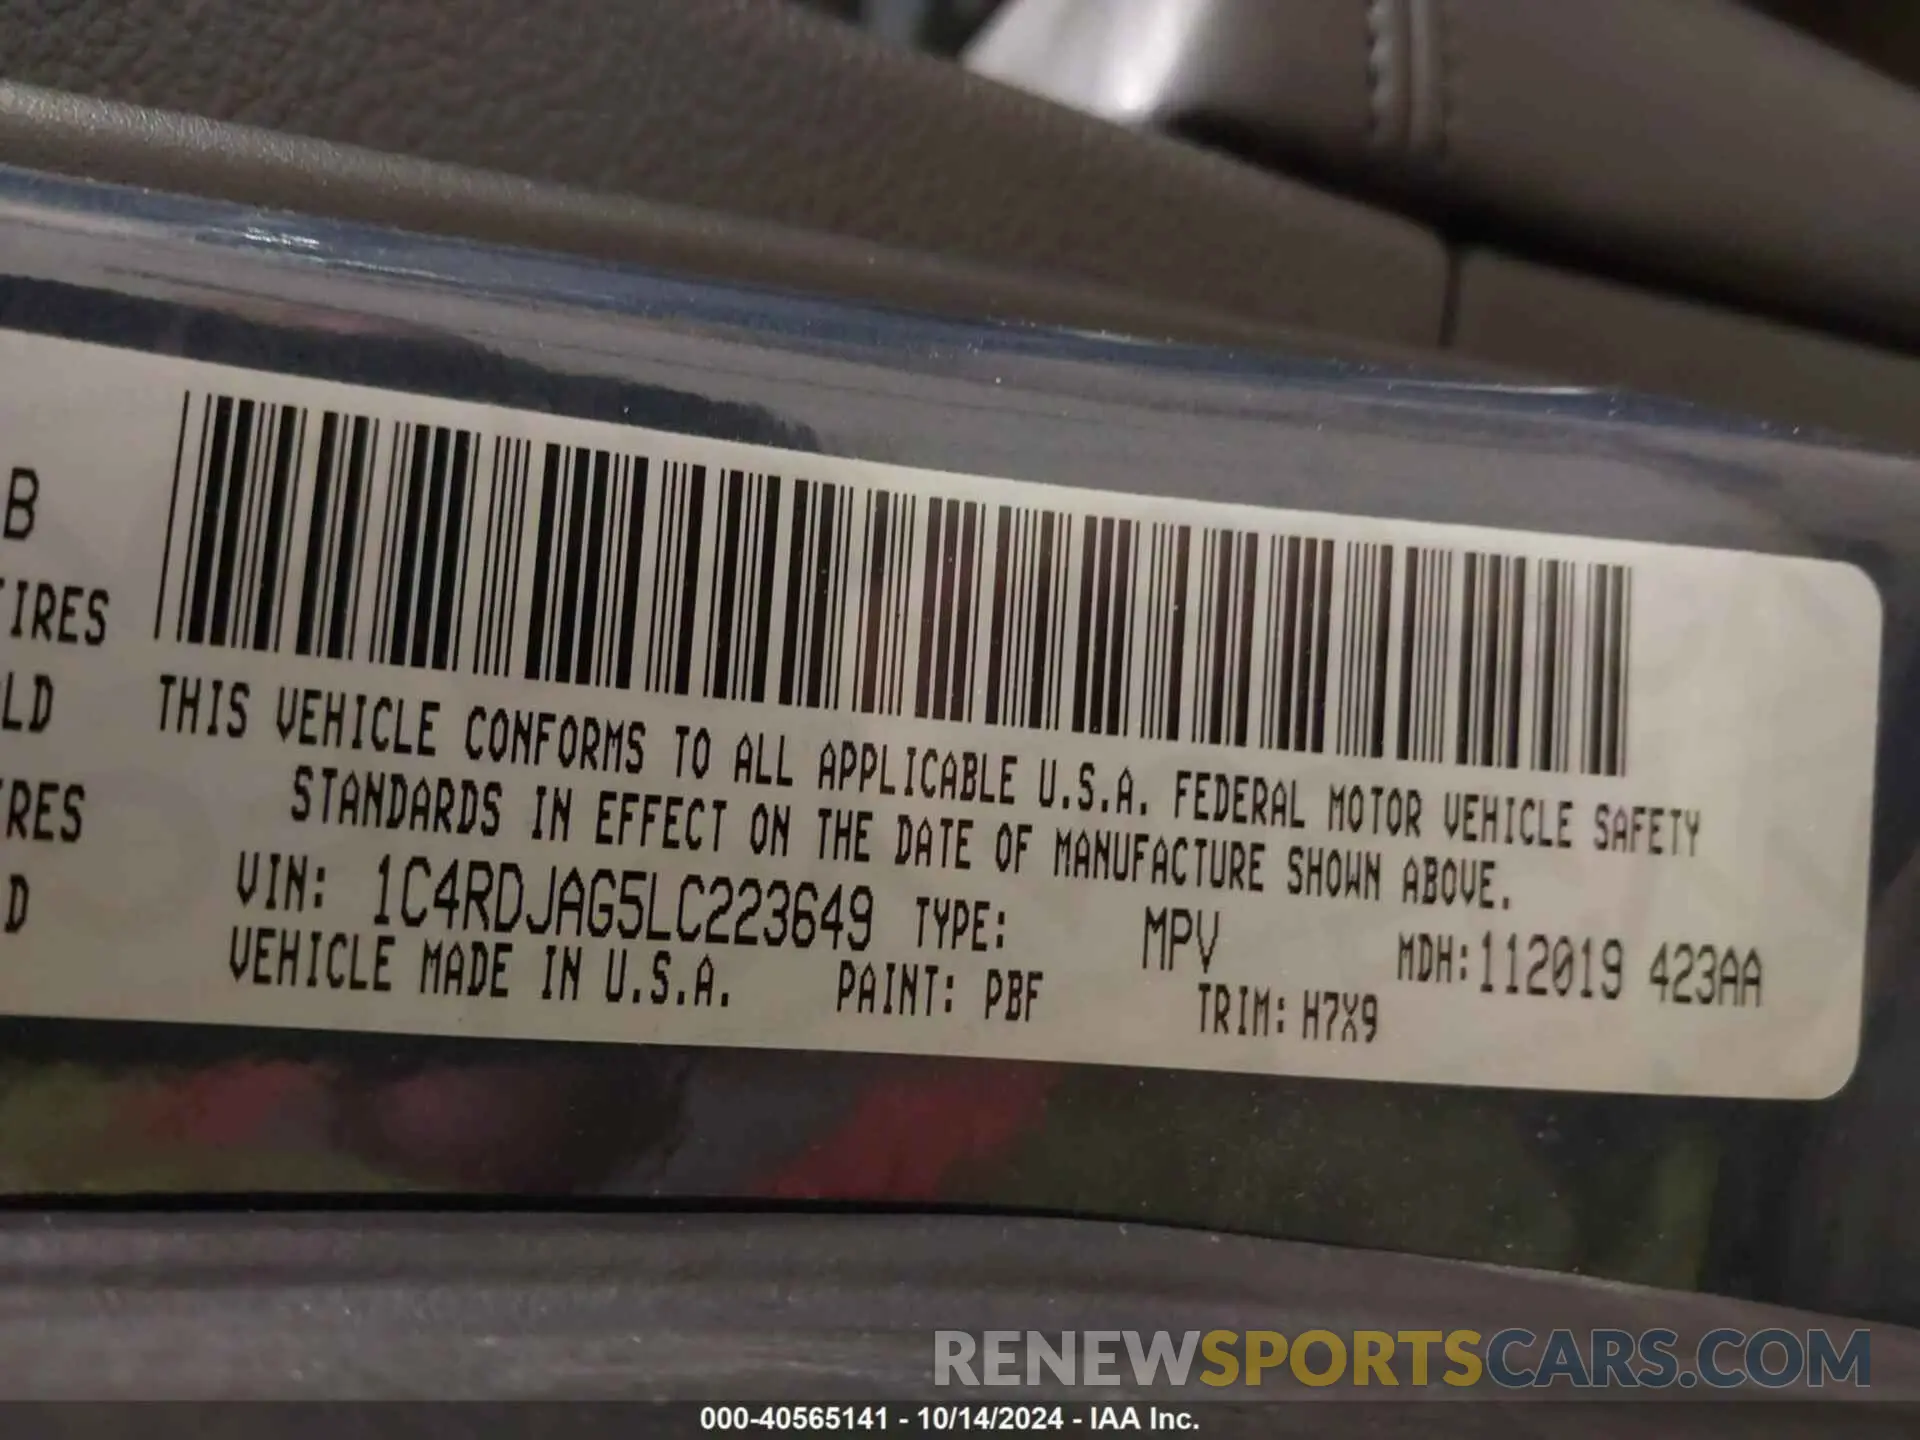 B
IRES
LD
RES
D
THIS VEHICLE CONFORMS TO ALL APPLICABLE U.S.A. FEDERAL MOTOR VEHICLE SAFETY
STANDARDS IN EFFECT ON THE DATE OF MANUFACTURE SHOWN ABOVE.
VIN: 1C4RDJAG5LC223649 TYPE: MPV MDH:112019 423AA
VEHICLE MADE IN U.S.A. PAINT: PBF TRIM: H7X9
RENEWSPORTSCARS.COM
000-40565141 - 10/14/2024 - IAA Inc.